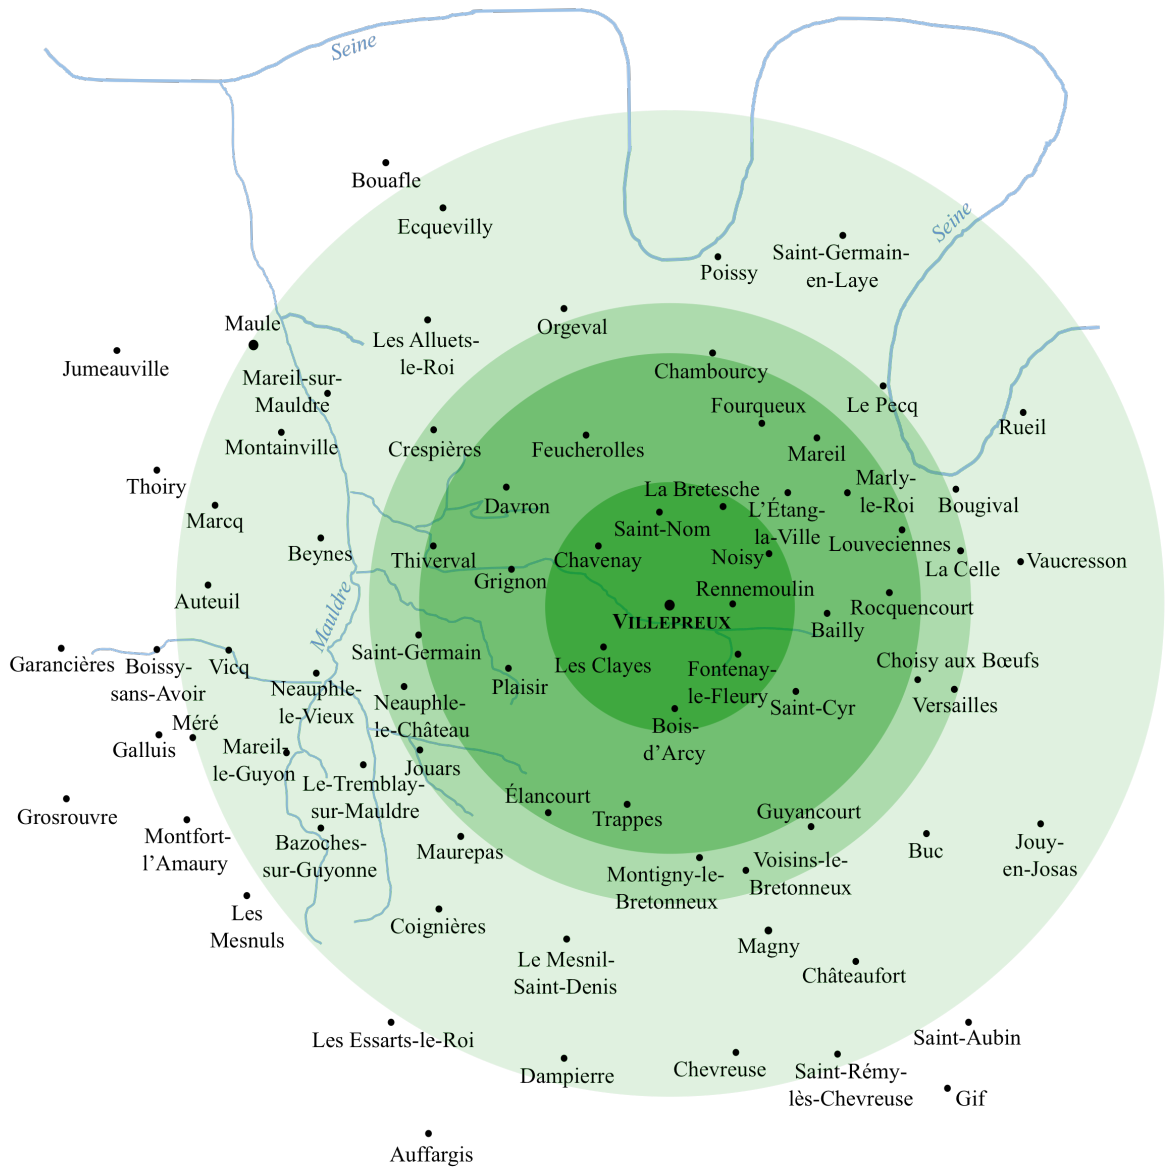 Seine
Bouafle
Ecquevilly
Seine
Saint-Germain-
en-Laye
Poissy
Maule
Orgeval
Les Alluets-
le-Roi
Jumeauville
Chambourcy
Mareil-sur-
Mauldre
Fourqueux
Le Pecq
Rueil
Montainville
Crespières
Feucherolles
Mareil
Thoiry
Marly-
le-Roi
La Bretesche
Davron
Bougival
Marcq
L'Étang-
la-Ville
Saint-Nom
Louveciennes
Beynes
Thiverval
Chavenay
Noisy
Vaucresson
La Celle
Grignon
Rennemoulin
Auteuil
Mauldre
Rocquencourt
VILLEPREUX
Bailly
Garancières
Boissy-
sans-Avoir
Vicq
Saint-Germain
Les Clayes
Fontenay-
le-Fleury
Choisy aux Bœufs
Neauphle-
le-Vieux
Plaisir
Neauphle-
le-Château
Saint-Cyr
Versailles
Méré
Bois-
d'Arcy
Galluis
Mareil-
le-Guyon
Jouars
Le-Tremblay-
sur-Mauldre
Élancourt
Grosrouvre
Trappes
Guyancourt
Montfort-
l'Amaury
Bazoches-
sur-Guyonne
Maurepas
Buc
Jouy-
en-Josas
Montigny-le-
Bretonneux
Voisins-le-
Bretonneux
Les
Mesnuls
Coignières
Magny
Le Mesnil-
Saint-Denis
Châteaufort
Les Essarts-le-Roi
Saint-Aubin
Dampierre
Chevreuse
Saint-Rémy-
lès-Chevreuse
Gif
Auffargis